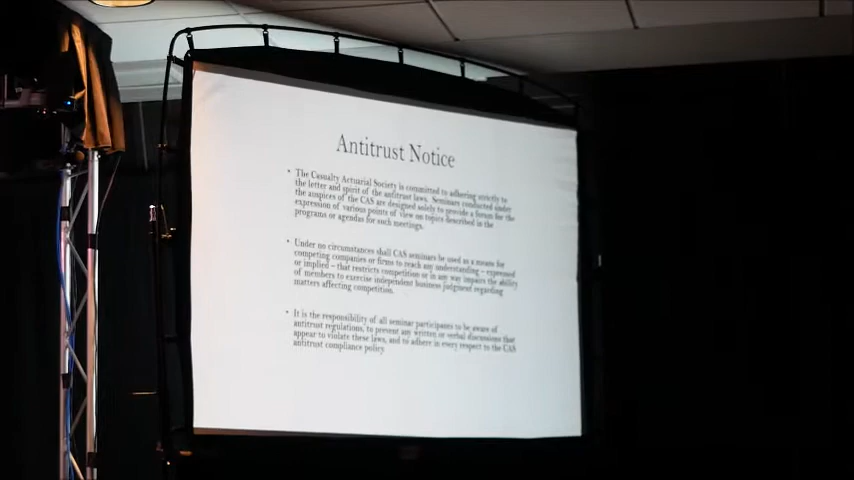 Antitrust Notice
• The Casualty Actuarial Society is committed to adhering strictly to
the letter and spirit of the antitrust laws. Seminars conducted under
the auspices of the CAS are designed solely to provide a forum for the
expression of various points of view on topics described in the
programs or agendas for such meetings.
• Under no circumstances shall CAS seminars be used as a means for
competing companies or firms to reach any understanding – expressed
or implied – that restricts competition or in any way impairs the ability
of members to exercise independent business judgment regarding
matters affecting competition.
• It is the responsibility of all seminar participants to be aware of
antitrust regulations, to prevent any written or verbal discussions that
appear to violate these laws, and to adhere in every respect to the CAS
antitrust compliance policy.